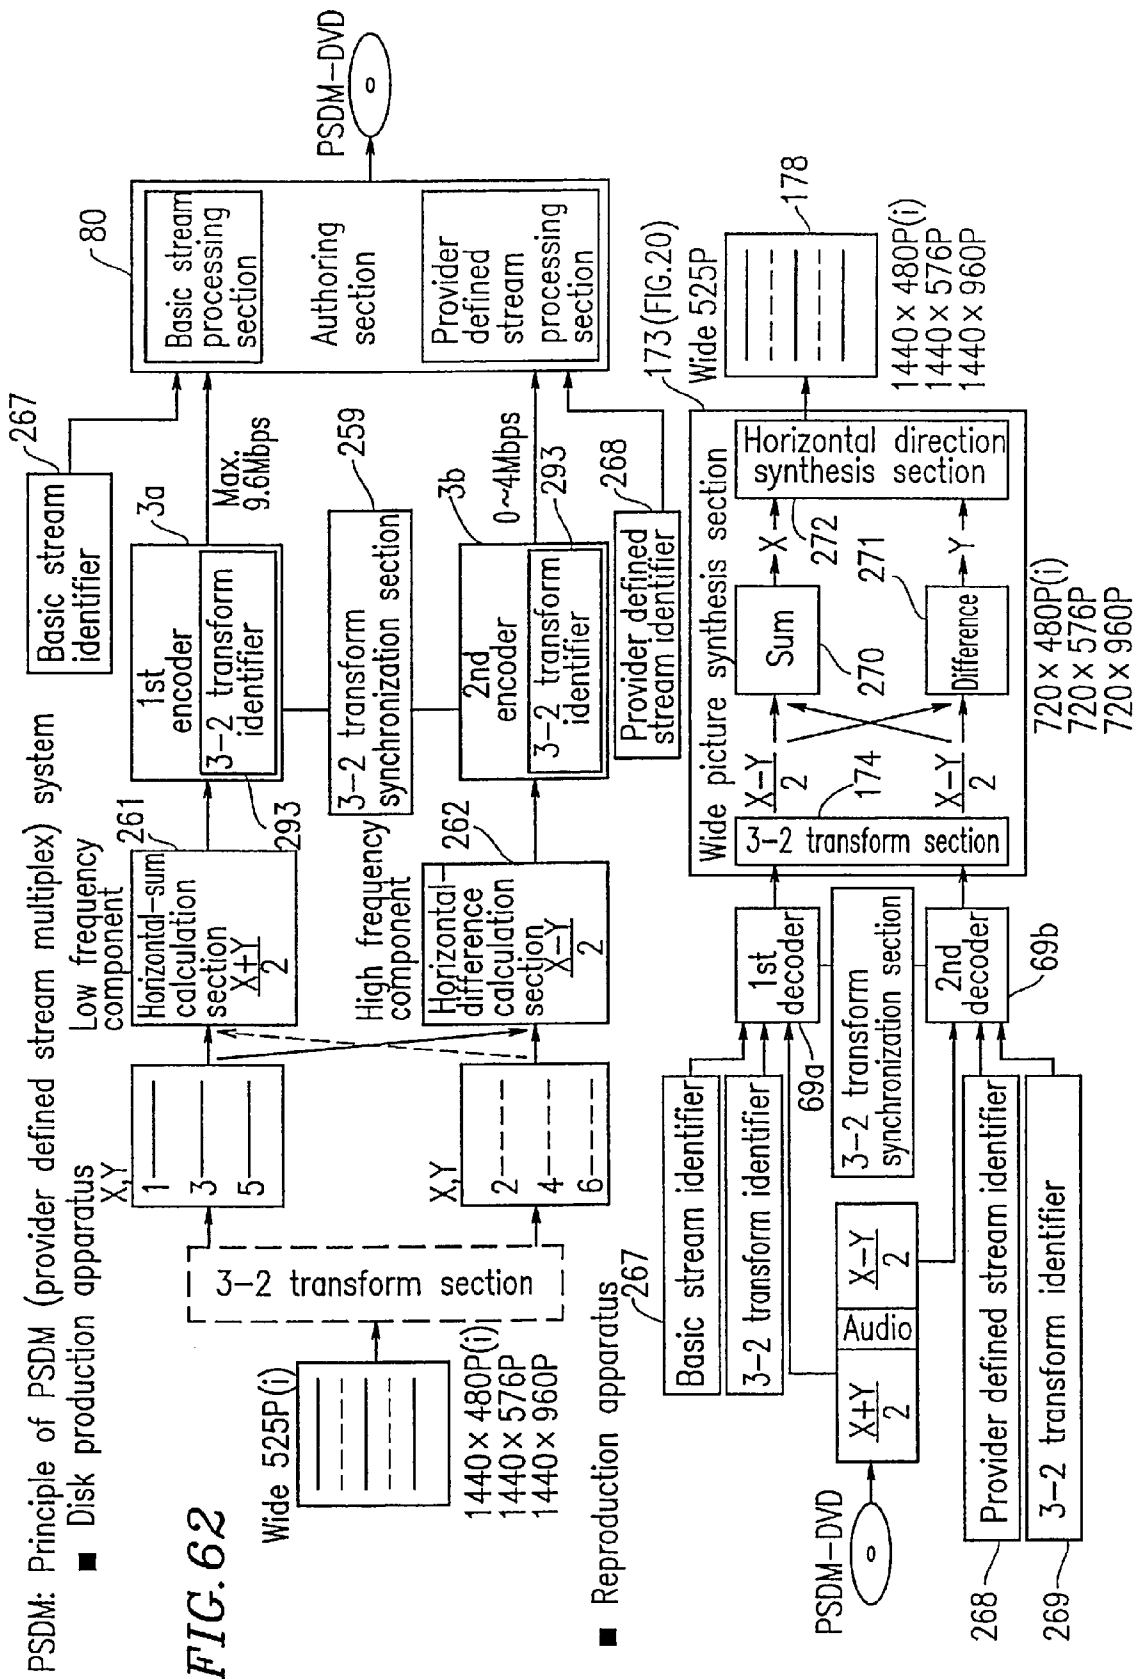 PSDM: Principle of PSDM (provider defined stream multiplex) system
■ Disk production apparatus
FIG. 62
Wide 525P(i)
1440×480P(i)
1440×576P
1440×960P
3-2 transform section
X,Y
1
3
5
X,Y
2
4
6
Low frequency
component
261
Horizontal-sum
calculation
section
X+Y
2
High frequency
component
262
Horizontal-
difference
calculation
section
X-Y
2
Basic stream
identifier
267
3a
1st
encoder
3-2 transform
identifier
293
Max.
9.6Mbps
259
3-2 transform
synchronization section
3b
2nd
encoder
3-2 transform
identifier
293
0~4Mbps
Provider defined
stream identifier
268
80
Basic stream
processing
section
Authoring
section
Provider
defined
stream
processing
section
PSDM-DVD
■ Reproduction apparatus
PSDM-DVD
X+Y
2
Audio
X-Y
2
267
Basic stream identifier
3-2 transform identifier
268
Provider defined stream identifier
269
3-2 transform identifier
1st
decoder
69a
3-2 transform
synchronization section
2nd
decoder
69b
173(FIG.20)
Wide picture synthesis section
3-2 transform section
174
X-Y
2
X-Y
2
Sum
270
X
Difference
271
Y
Horizontal direction
synthesis section
272
720×480P(i)
720×576P
720×960P
Wide 525P
178
1440×480P(i)
1440×576P
1440×960P